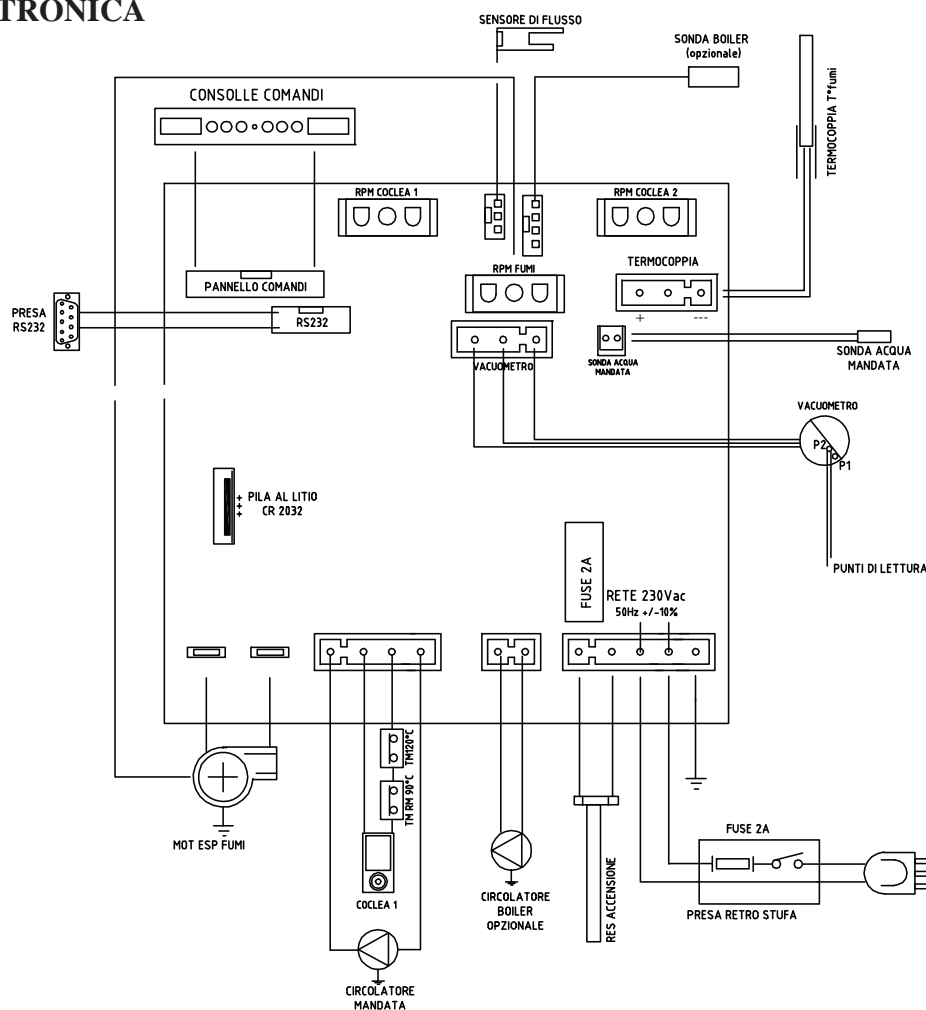 TRONICA
SENSORE DI FLUSSO
SONDA BOILER
(opzionale)
TERMOCOPPIA T°fumi
CONSOLLE COMANDI
RPM COCLEA 1
RPM COCLEA 2
RPM FUMI
TERMOCOPPIA
+ ---
PANNELLO COMANDI
PRESA
RS232
RS232
VACUOMETRO
SONDA ACQUA
MANDATA
SONDA ACQUA
MANDATA
VACUOMETRO
P2
P1
PUNTI DI LETTURA
+
+
+
PILA AL LITIO
CR 2032
FUSE 2A
RETE 230Vac
50Hz +/-10%
TM120°C
TM RM 90°C
MOT ESP FUMI
COCLEA 1
CIRCOLATORE
MANDATA
CIRCOLATORE
BOILER
OPZIONALE
RES ACCENSIONE
FUSE 2A
PRESA RETRO STUFA